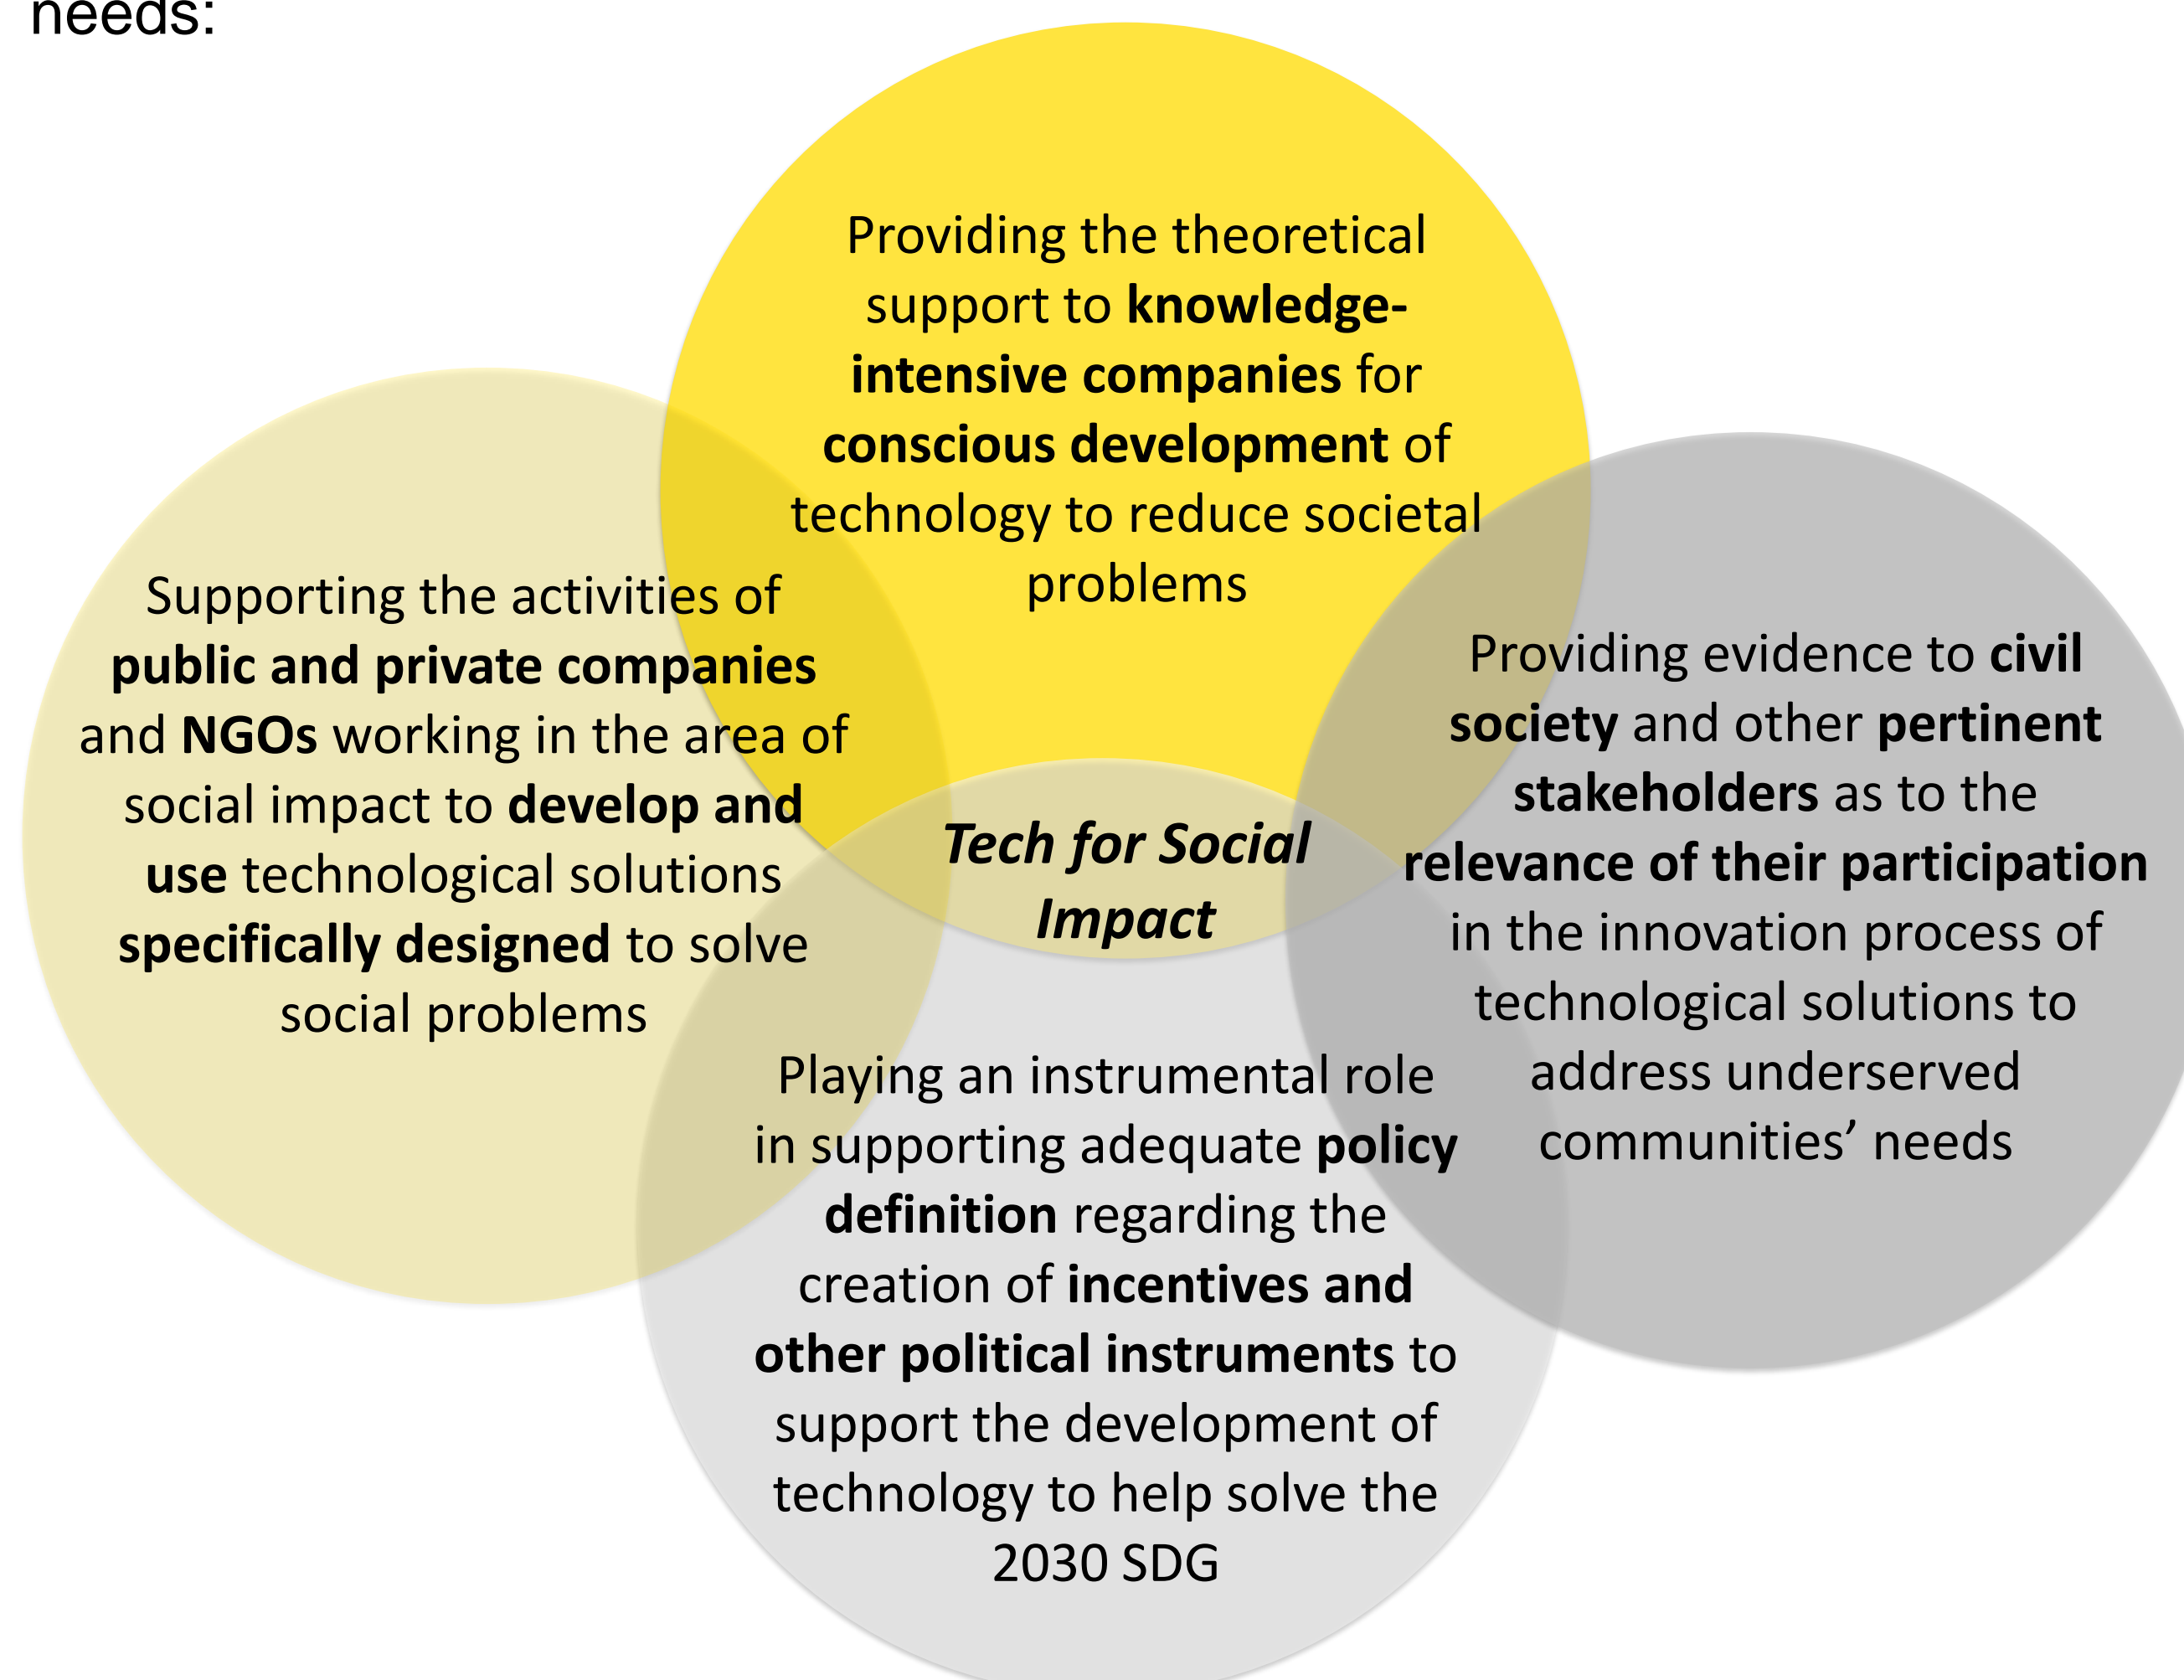 needs:
Providing the theoretical
support to knowledge-
intensive companies for
conscious development of
technology to reduce societal
problems
Supporting the activities of
public and private companies
and NGOs working in the area of
social impact to develop and
use technological solutions
specifically designed to solve
social problems
Tech for Social
Impact
Providing evidence to civil
society and other pertinent
stakeholders as to the
relevance of their participation
in the innovation process of
technological solutions to
address underserved
communities’ needs
Playing an instrumental role
in supporting adequate policy
definition regarding the
creation of incentives and
other political instruments to
support the development of
technology to help solve the
2030 SDG